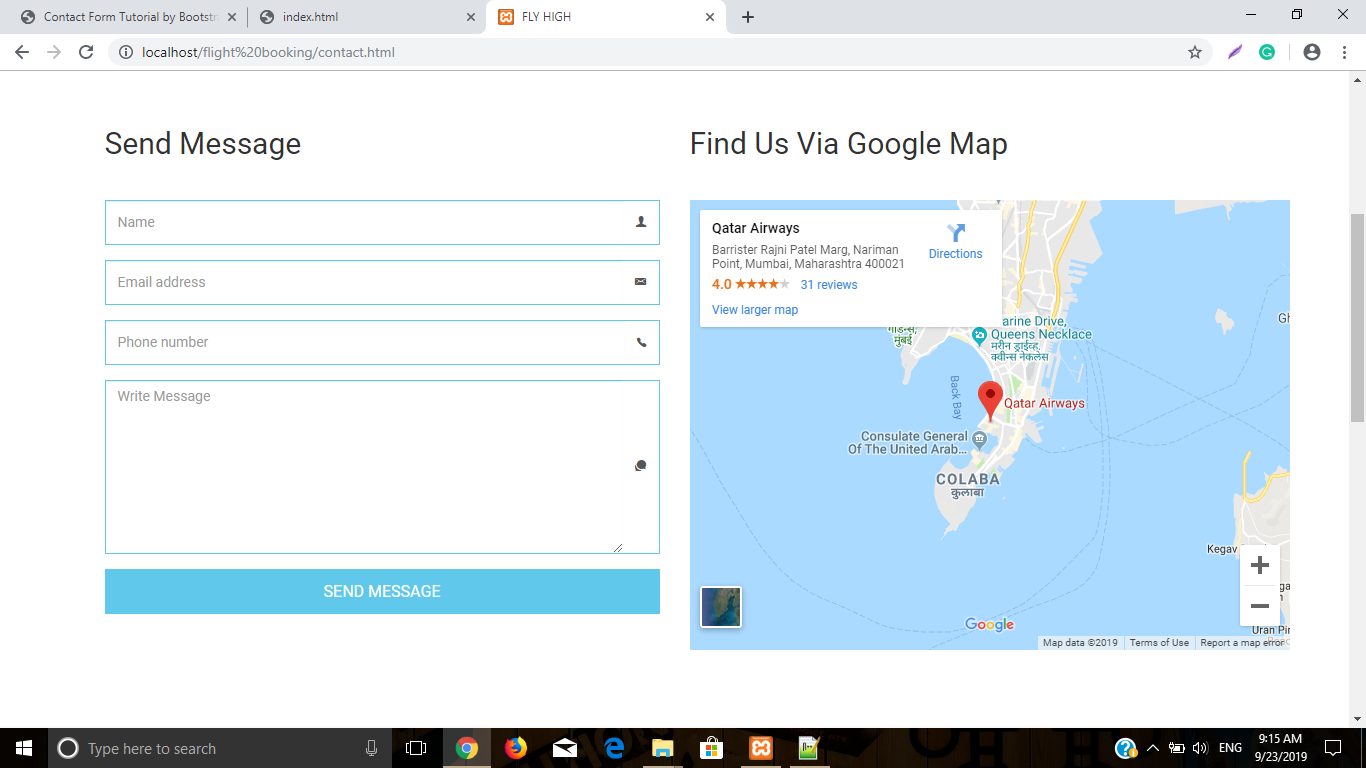 Contact Form Tutorial by Bootst
index.html
FLY HIGH
localhost/flight%20booking/contact.html
Send Message
Find Us Via Google Map
Name
Email address
Phone number
Write Message
SEND MESSAGE
Qatar Airways
Barrister Rajni Patel Marg, Nariman
Point, Mumbai, Maharashtra 400021
4.0
31 reviews
View larger map
Directions
गार्डन्स,
मुंबई
arine Drive,
Queens Necklace
मरीन ड्राईव्ह,
क्वीन्स नेकलेस
Gh
Back Bay
Qatar Airways
Consulate General
Of The United Arab...
COLABA
कुलाबा
Kegav
+
−
ga
Uran Pir
Google
Map data ©2019
Terms of Use
Report a map error
Type here to search
ENG
9:15 AM
9/23/2019